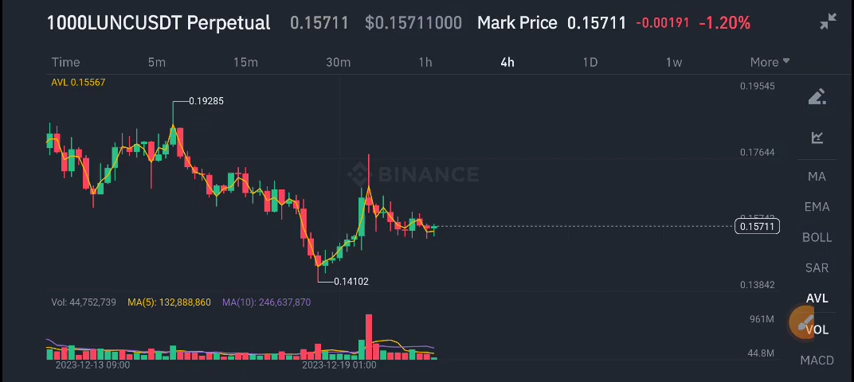 1000LUNCUSDT Perpetual 0.15711 $0.15711000 Mark Price 0.15711 -0.00191 -1.20%
Time 5m 15m 30m 1h 4h 1D 1w More
AVL 0.15567
0.19545
0.19285
0.17644
BINANCE
MA
EMA
0.15711
BOLL
SAR
0.14102
0.13842
AVL
Vol: 44,752,739 MA(5): 132,888,860 MA(10): 246,637,870
961M
VOL
44.8M
MACD
2023-12-13 09:00 2023-12-19 01:00